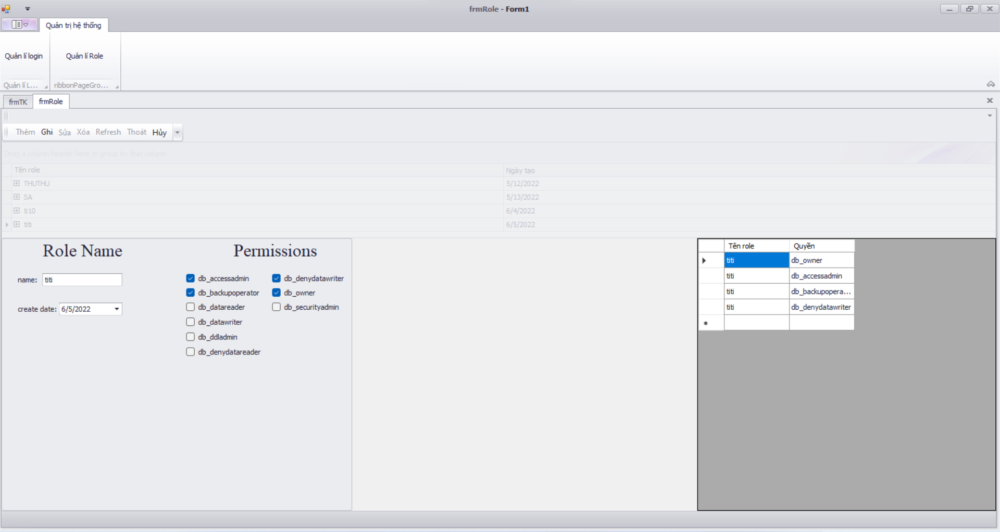 frmRole - Form1
Quản trị hệ thống
Quản lí login
Quản lí Role
Quản lí L...
ribbonPageGro...
frmTK
frmRole
Thêm Ghi Sửa Xóa Refresh Thoát Hủy
Drag a column header here to group by that column
Tên role Ngày tạo
THUTHU 5/12/2022
SA 5/13/2022
ti10 6/4/2022
titi 6/5/2022
Role Name
name: titi
create date: 6/5/2022
Permissions
db_accessadmin db_denydatawriter
db_backupoperator db_owner
db_datareader db_securityadmin
db_datawriter
db_ddladmin
db_denydatareader
Tên role Quyền
titi db_owner
titi db_accessadmin
titi db_backupopera...
titi db_denydatawriter